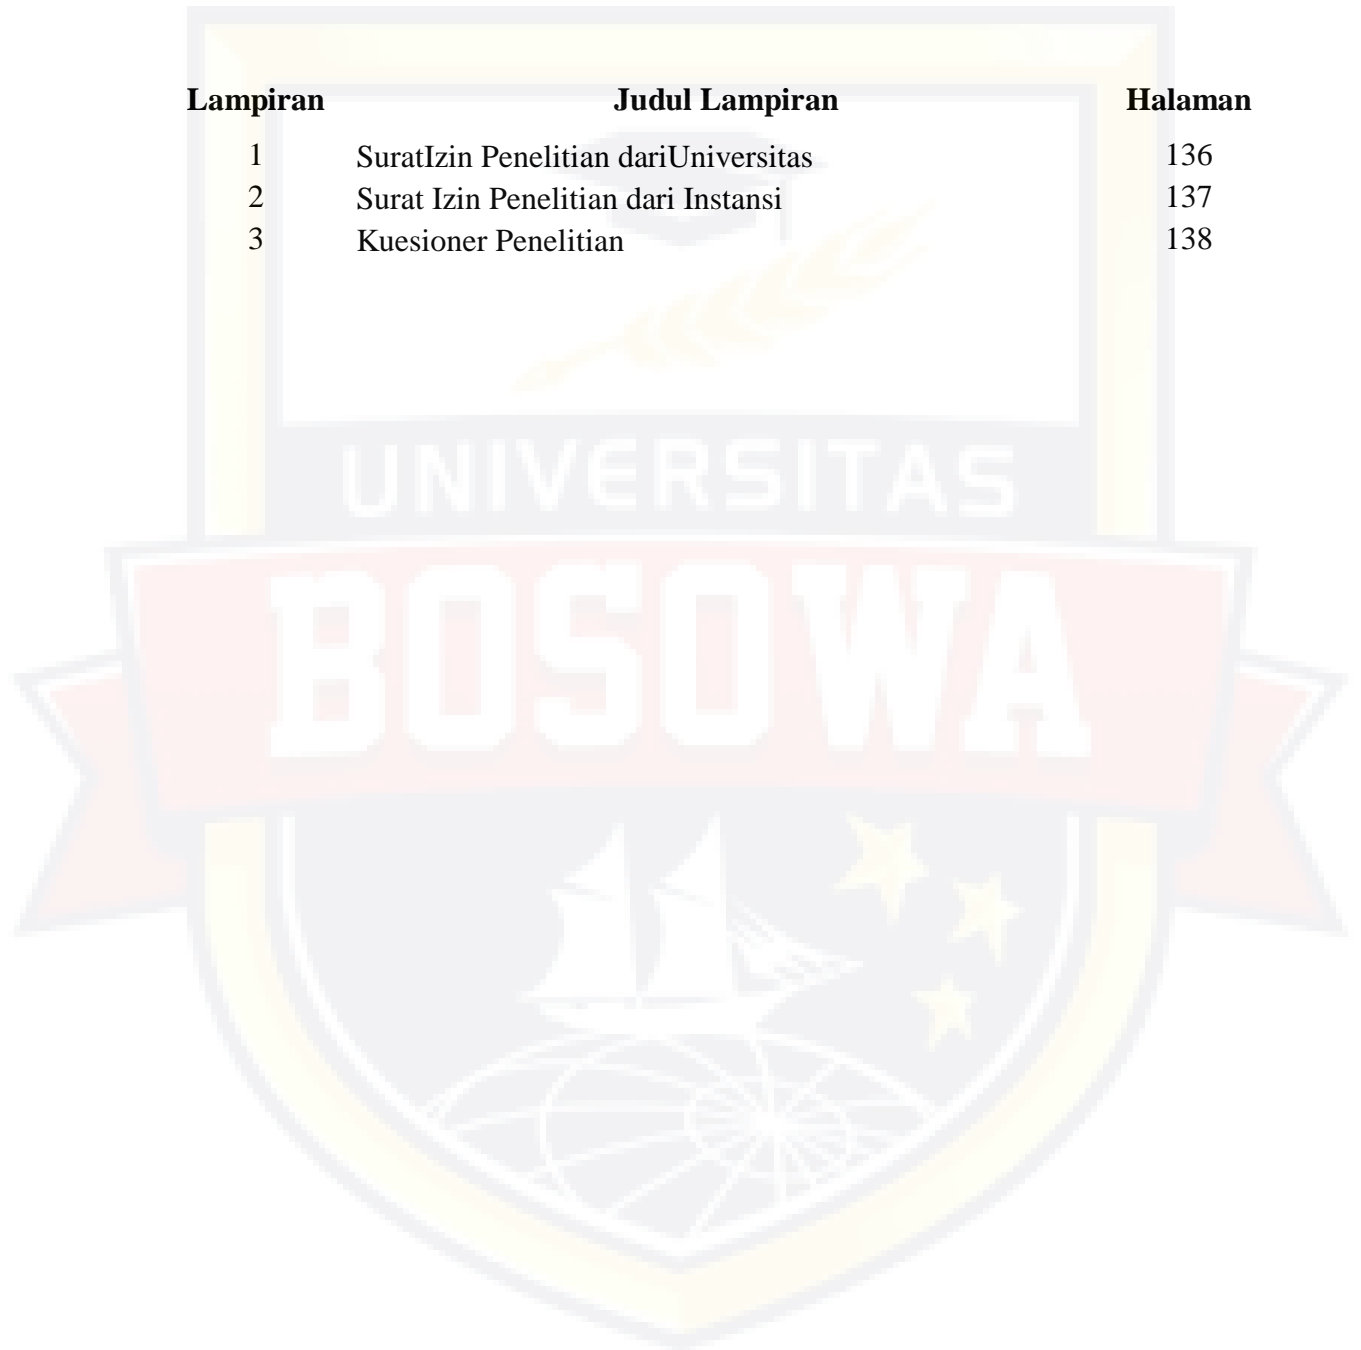 Lampiran Judul Lampiran Halaman
1 SuratIzin Penelitian dariUniversitas 136
2 Surat Izin Penelitian dari Instansi 137
3 Kuesioner Penelitian 138
UNIVERSITAS
BOSOWA